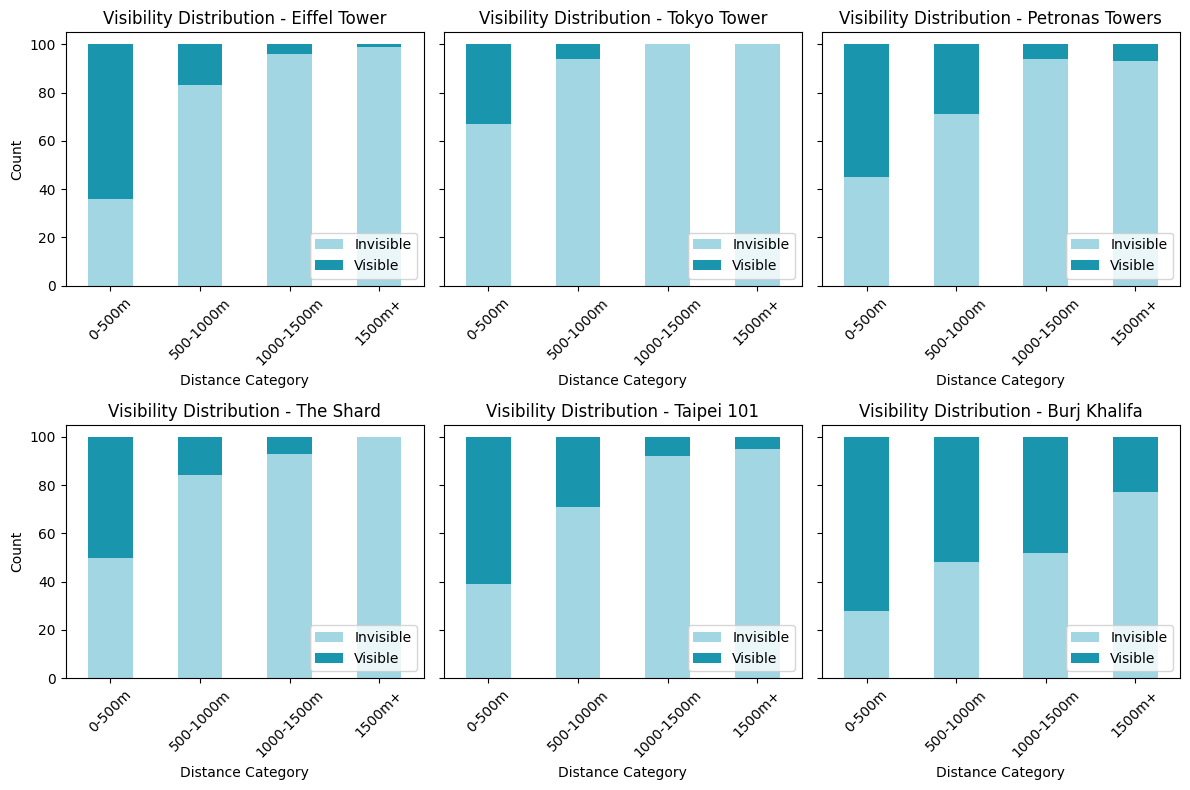 Visibility Distribution - Eiffel Tower
Visibility Distribution - Tokyo Tower
Visibility Distribution - Petronas Towers
100
80
60
40
20
0
Count
Invisible
Visible
Invisible
Visible
Invisible
Visible
0-500m
500-1000m
1000-1500m
1500m+
0-500m
500-1000m
1000-1500m
1500m+
0-500m
500-1000m
1000-1500m
1500m+
Distance Category
Distance Category
Distance Category
Visibility Distribution - The Shard
Visibility Distribution - Taipei 101
Visibility Distribution - Burj Khalifa
100
80
60
40
20
0
Count
Invisible
Visible
Invisible
Visible
Invisible
Visible
0-500m
500-1000m
1000-1500m
1500m+
0-500m
500-1000m
1000-1500m
1500m+
0-500m
500-1000m
1000-1500m
1500m+
Distance Category
Distance Category
Distance Category